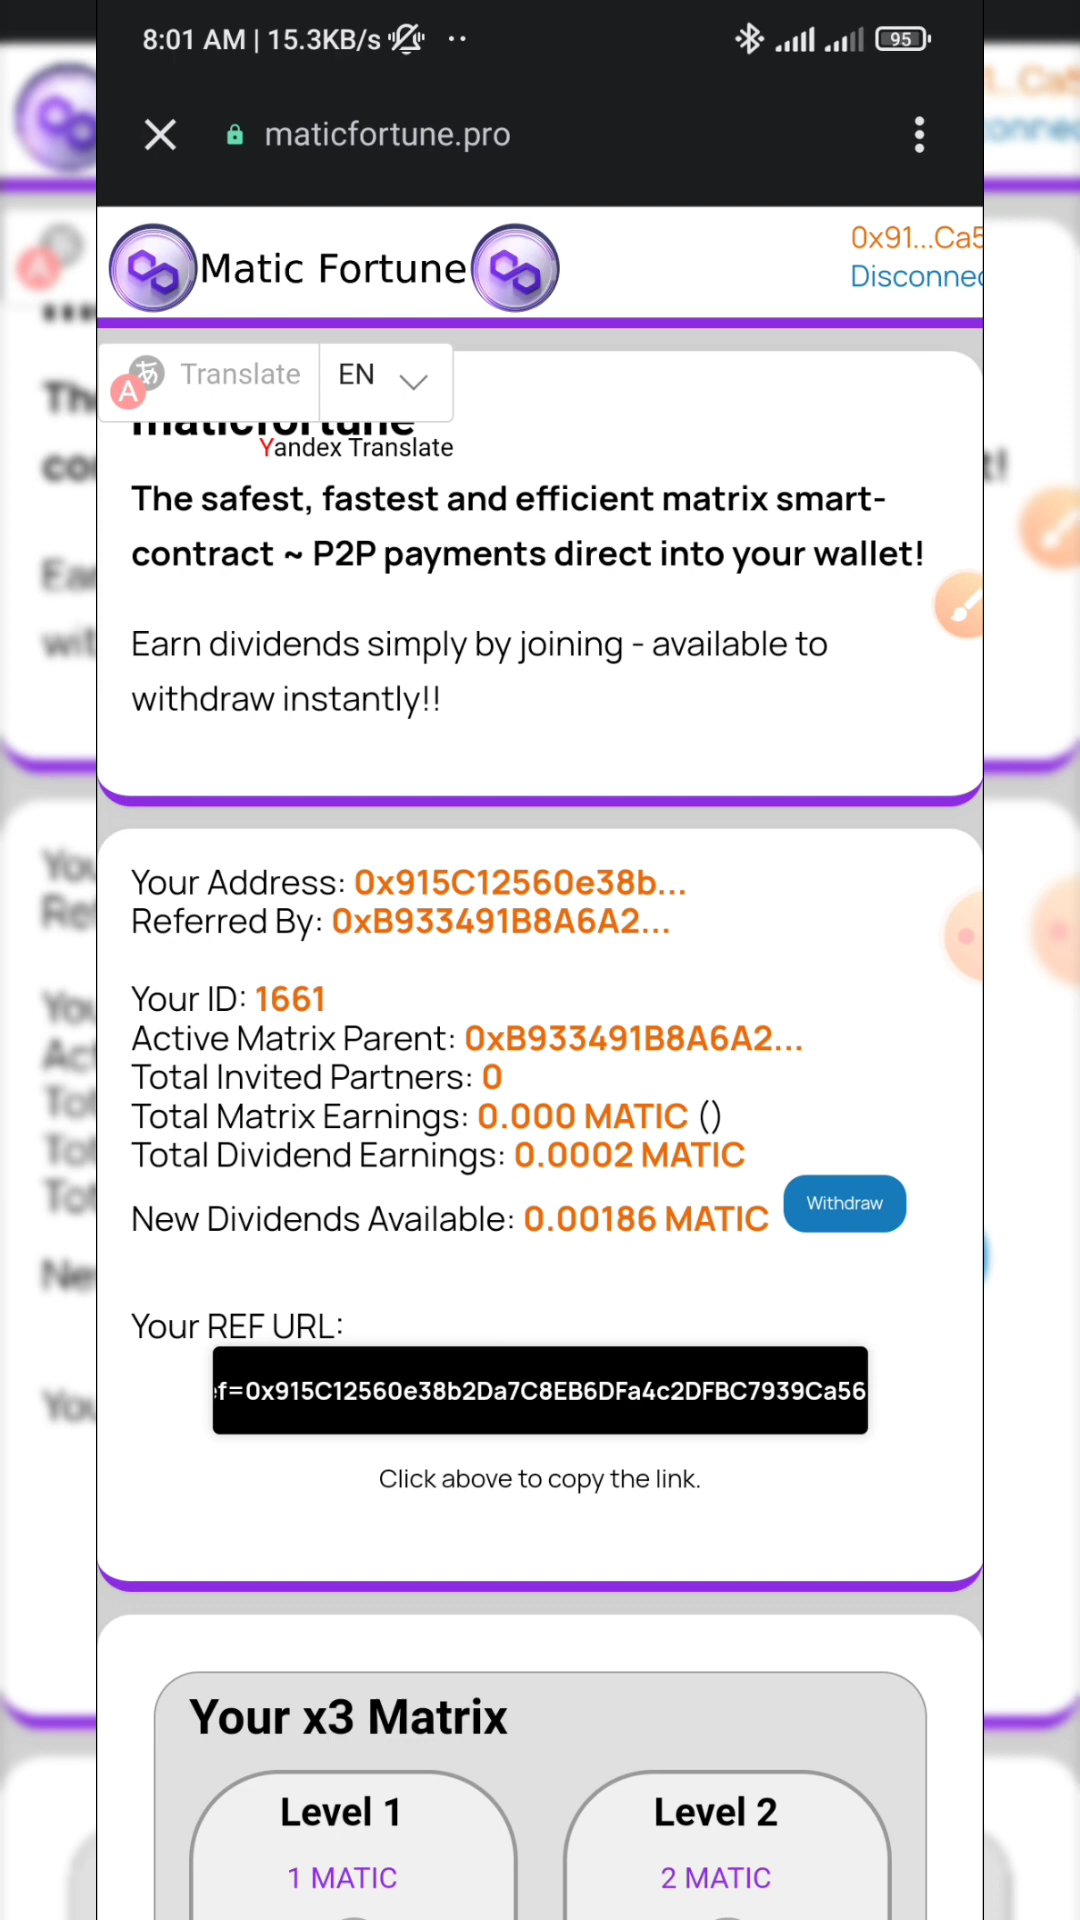 8:01 AM | 15.3KB/s
95
maticfortune.pro
Matic Fortune
0x91...Ca5
Disconnec
Translate
EN
maticfortune
Yandex Translate
The safest, fastest and efficient matrix smart-
contract ~ P2P payments direct into your wallet!
Earn dividends simply by joining - available to
withdraw instantly!!
Your Address: 0x915C12560e38b...
Referred By: 0xB933491B8A6A2...
Your ID: 1661
Active Matrix Parent: 0xB933491B8A6A2...
Total Invited Partners: 0
Total Matrix Earnings: 0.000 MATIC ()
Total Dividend Earnings: 0.0002 MATIC
New Dividends Available: 0.00186 MATIC
Withdraw
Your REF URL:
f=0x915C12560e38b2Da7C8EB6DFa4c2DFBC7939Ca56
Click above to copy the link.
Your x3 Matrix
Level 1
Level 2
1 MATIC
2 MATIC